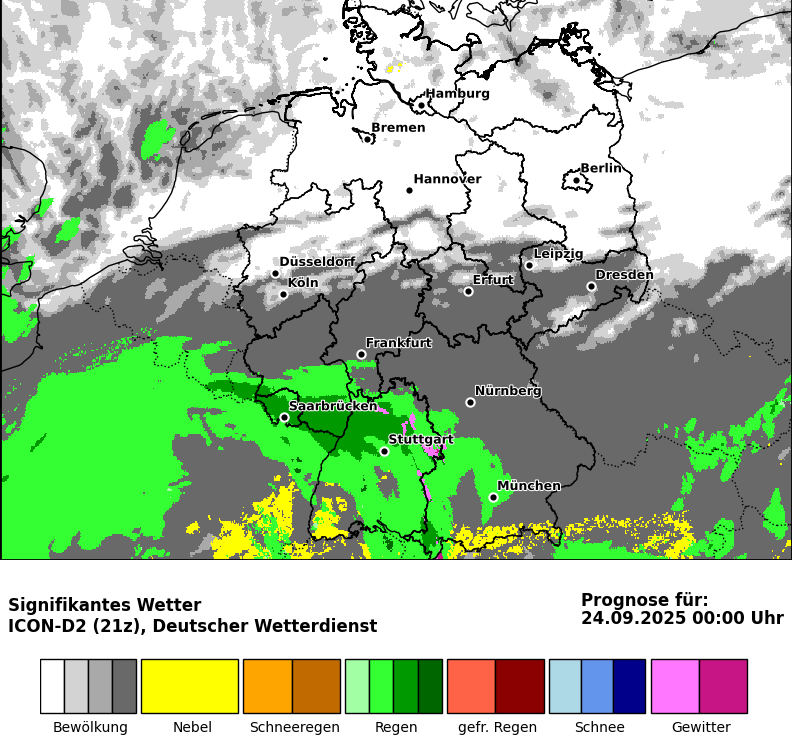 Hamburg
Bremen
Berlin
Hannover
Leipzig
Düsseldorf
Dresden
Köln
Erfurt
Frankfurt
Nürnberg
Saarbrücken
Stuttgart
München
Signifikantes Wetter
ICON-D2 (21z), Deutscher Wetterdienst
Prognose für:
24.09.2025 00:00 Uhr
Bewölkung Nebel Schneeregen Regen gefr. Regen Schnee Gewitter